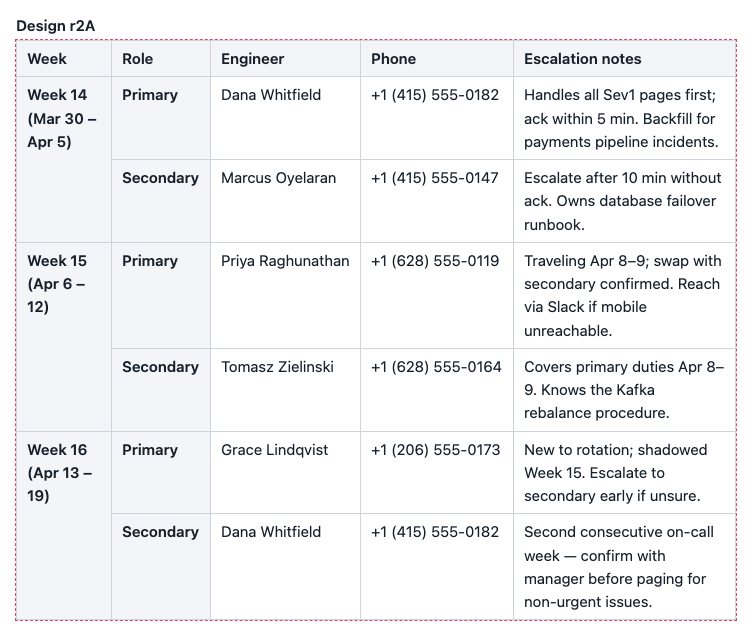 Design r2A
Week Role Engineer Phone Escalation notes
Week 14 Primary Dana Whitfield +1 (415) 555-0182 Handles all Sev1 pages first;
(Mar 30 – ack within 5 min. Backfill for
Apr 5) payments pipeline incidents.
Secondary Marcus Oyelaran +1 (415) 555-0147 Escalate after 10 min without
ack. Owns database failover
runbook.
Week 15 Primary Priya Raghunathan +1 (628) 555-0119 Traveling Apr 8–9; swap with
(Apr 6 – secondary confirmed. Reach
12) via Slack if mobile
unreachable.
Secondary Tomasz Zielinski +1 (628) 555-0164 Covers primary duties Apr 8–
9. Knows the Kafka
rebalance procedure.
Week 16 Primary Grace Lindqvist +1 (206) 555-0173 New to rotation; shadowed
(Apr 13 – Week 15. Escalate to
19) secondary early if unsure.
Secondary Dana Whitfield +1 (415) 555-0182 Second consecutive on-call
week — confirm with
manager before paging for
non-urgent issues.